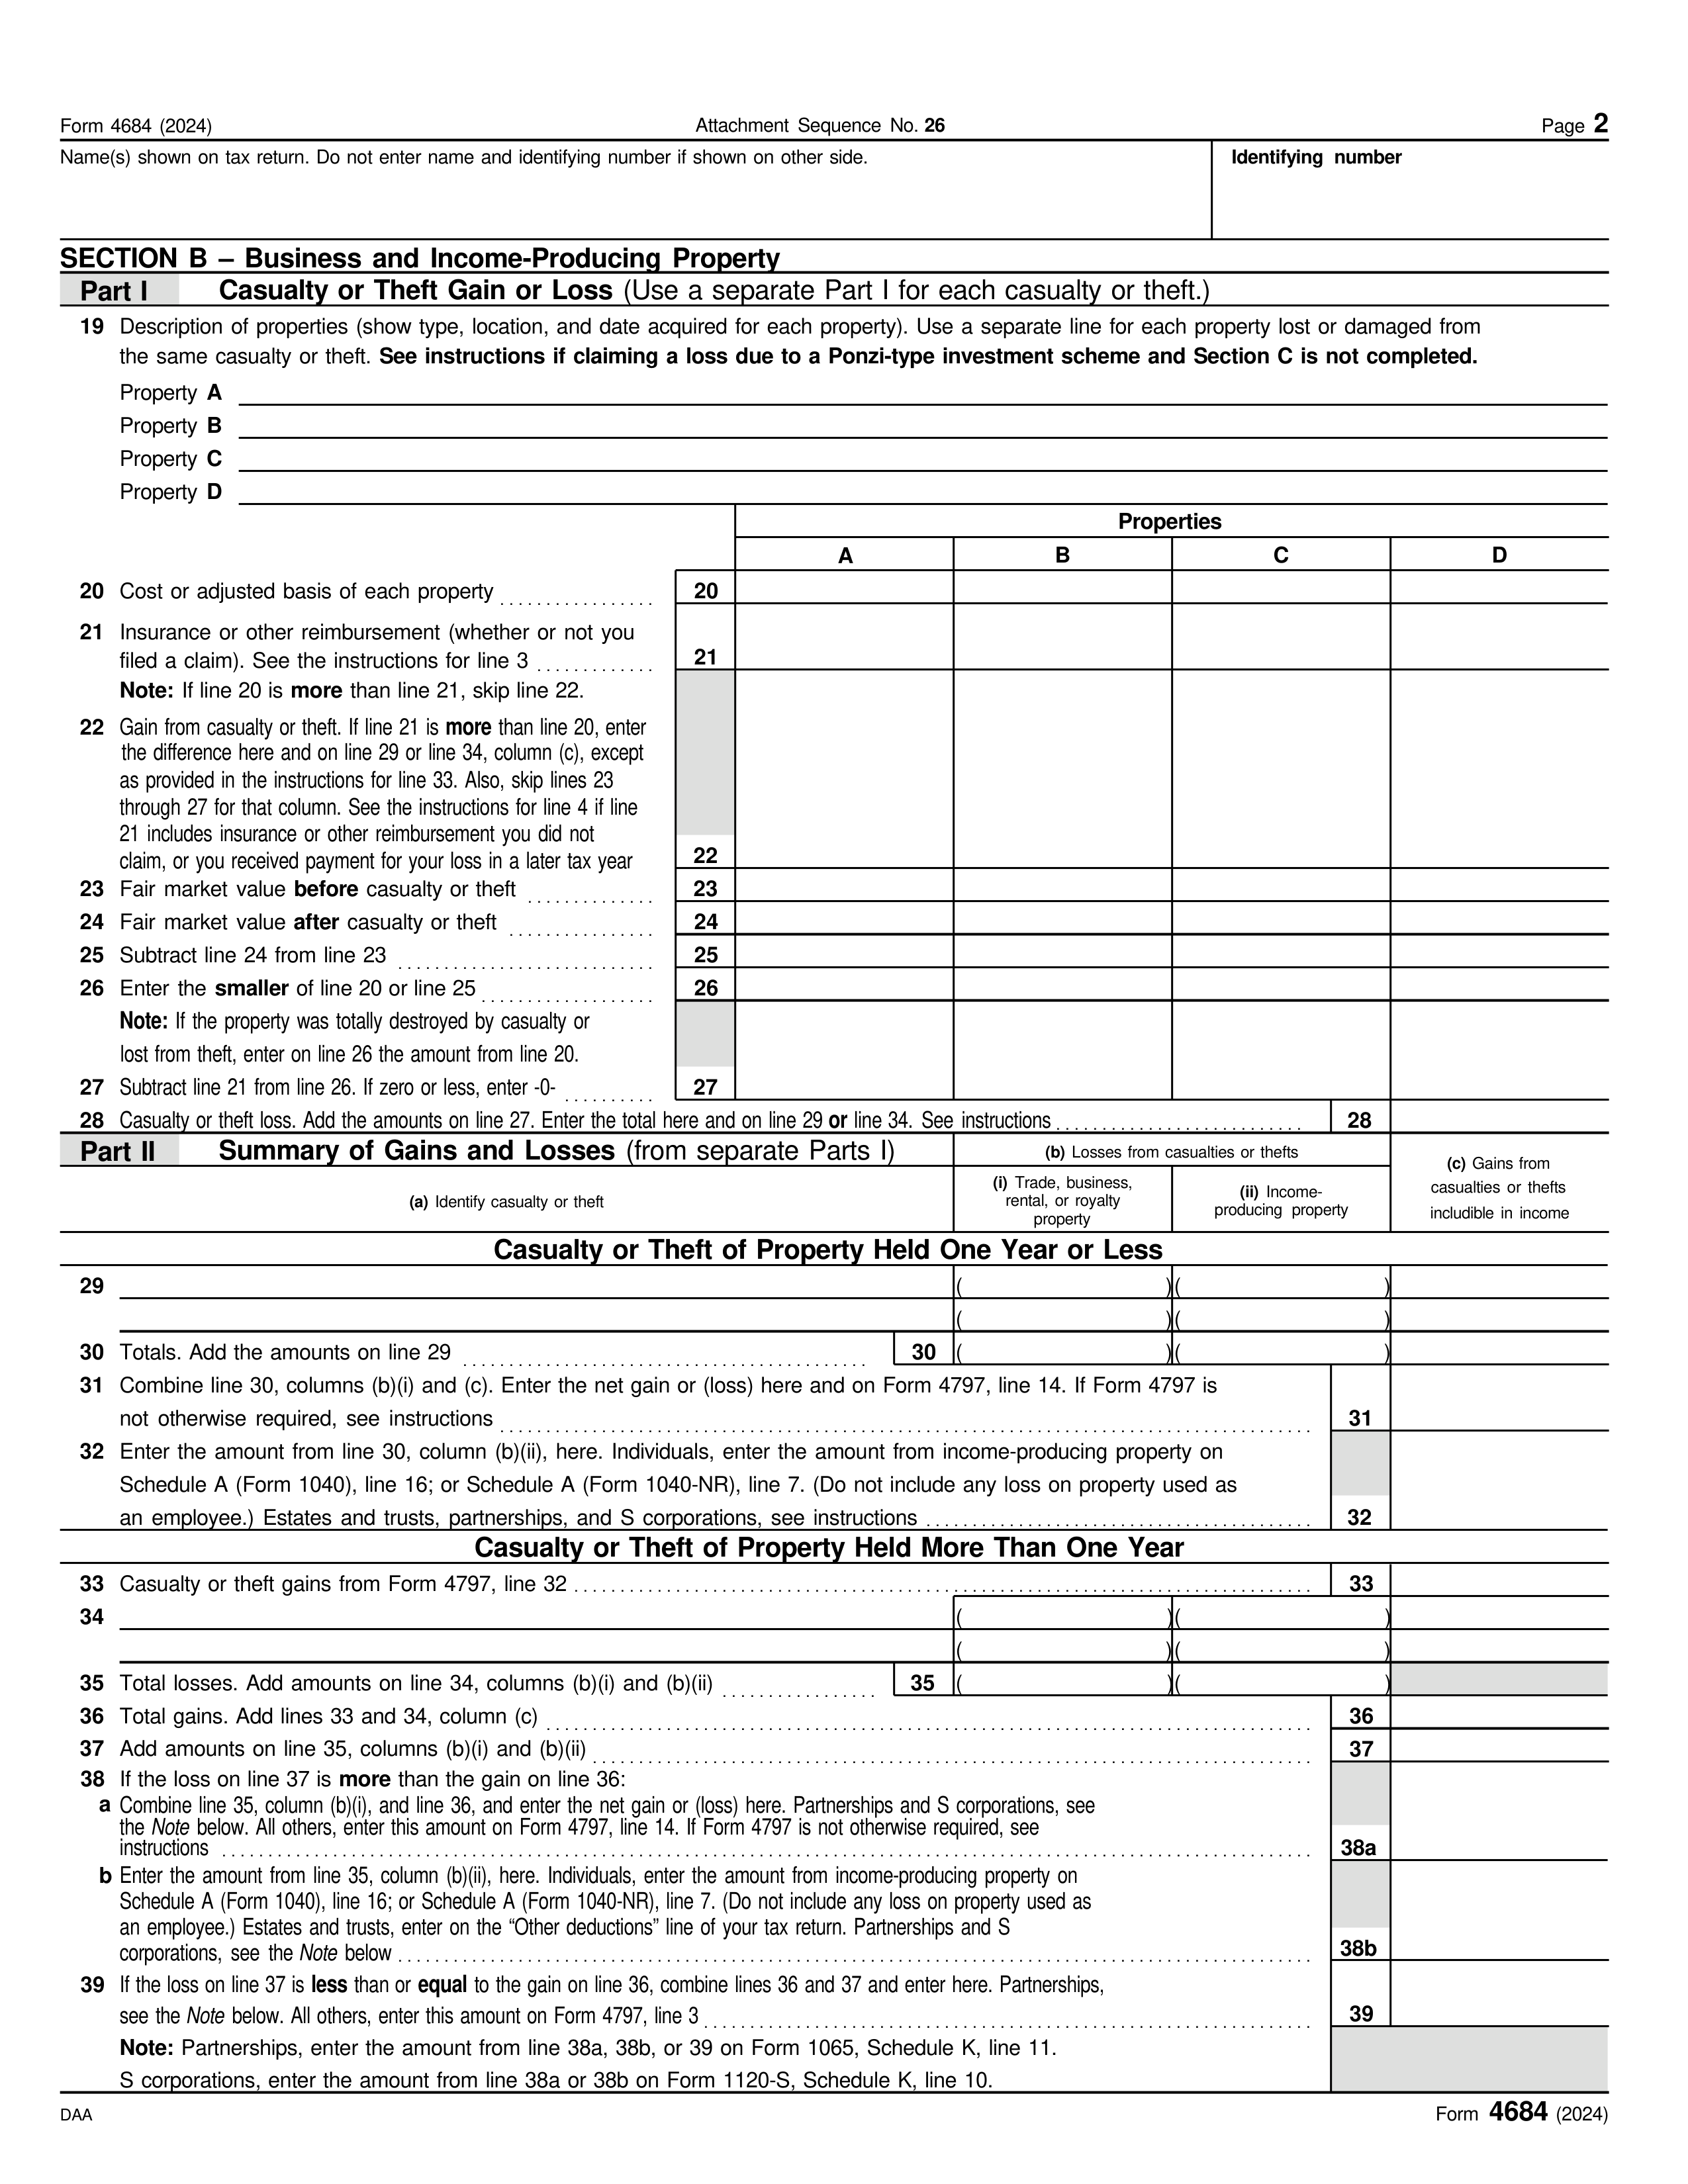 Form 4684 (2024) Attachment Sequence No. 26 Page 2
Name(s) shown on tax return. Do not enter name and identifying number if shown on other side. Identifying number
SECTION B – Business and Income-Producing Property
Part I Casualty or Theft Gain or Loss (Use a separate Part I for each casualty or theft.)
19 Description of properties (show type, location, and date acquired for each property). Use a separate line for each property lost or damaged from
the same casualty or theft. See instructions if claiming a loss due to a Ponzi-type investment scheme and Section C is not completed.
Property A
Property B
Property C
Property D
Properties
A B C D
20 Cost or adjusted basis of each property 20
21 Insurance or other reimbursement (whether or not you
filed a claim). See the instructions for line 3 21
Note: If line 20 is more than line 21, skip line 22.
22 Gain from casualty or theft. If line 21 is more than line 20, enter
the difference here and on line 29 or line 34, column (c), except
as provided in the instructions for line 33. Also, skip lines 23
through 27 for that column. See the instructions for line 4 if line
21 includes insurance or other reimbursement you did not
claim, or you received payment for your loss in a later tax year 22
23 Fair market value before casualty or theft 23
24 Fair market value after casualty or theft 24
25 Subtract line 24 from line 23 25
26 Enter the smaller of line 20 or line 25 26
Note: If the property was totally destroyed by casualty or
lost from theft, enter on line 26 the amount from line 20.
27 Subtract line 21 from line 26. If zero or less, enter -0- 27
28 Casualty or theft loss. Add the amounts on line 27. Enter the total here and on line 29 or line 34. See instructions 28
Part II Summary of Gains and Losses (from separate Parts I)
(b) Losses from casualties or thefts
(c) Gains from
casualties or thefts
includible in income
(a) Identify casualty or theft
(i) Trade, business,
rental, or royalty
property
(ii) Income-
producing property
Casualty or Theft of Property Held One Year or Less
29 ( ) ( )
( ) ( )
30 Totals. Add the amounts on line 29 30 ( ) ( )
31 Combine line 30, columns (b)(i) and (c). Enter the net gain or (loss) here and on Form 4797, line 14. If Form 4797 is
not otherwise required, see instructions 31
32 Enter the amount from line 30, column (b)(ii), here. Individuals, enter the amount from income-producing property on
Schedule A (Form 1040), line 16; or Schedule A (Form 1040-NR), line 7. (Do not include any loss on property used as
an employee.) Estates and trusts, partnerships, and S corporations, see instructions 32
Casualty or Theft of Property Held More Than One Year
33 Casualty or theft gains from Form 4797, line 32 33
34 ( ) ( )
( ) ( )
35 Total losses. Add amounts on line 34, columns (b)(i) and (b)(ii) 35 ( ) ( )
36 Total gains. Add lines 33 and 34, column (c) 36
37 Add amounts on line 35, columns (b)(i) and (b)(ii) 37
38 If the loss on line 37 is more than the gain on line 36:
a Combine line 35, column (b)(i), and line 36, and enter the net gain or (loss) here. Partnerships and S corporations, see
the Note below. All others, enter this amount on Form 4797, line 14. If Form 4797 is not otherwise required, see
instructions 38a
b Enter the amount from line 35, column (b)(ii), here. Individuals, enter the amount from income-producing property on
Schedule A (Form 1040), line 16; or Schedule A (Form 1040-NR), line 7. (Do not include any loss on property used as
an employee.) Estates and trusts, enter on the “Other deductions” line of your tax return. Partnerships and S
corporations, see the Note below 38b
39 If the loss on line 37 is less than or equal to the gain on line 36, combine lines 36 and 37 and enter here. Partnerships,
see the Note below. All others, enter this amount on Form 4797, line 3 39
Note: Partnerships, enter the amount from line 38a, 38b, or 39 on Form 1065, Schedule K, line 11.
S corporations, enter the amount from line 38a or 38b on Form 1120-S, Schedule K, line 10.
DAA Form 4684 (2024)